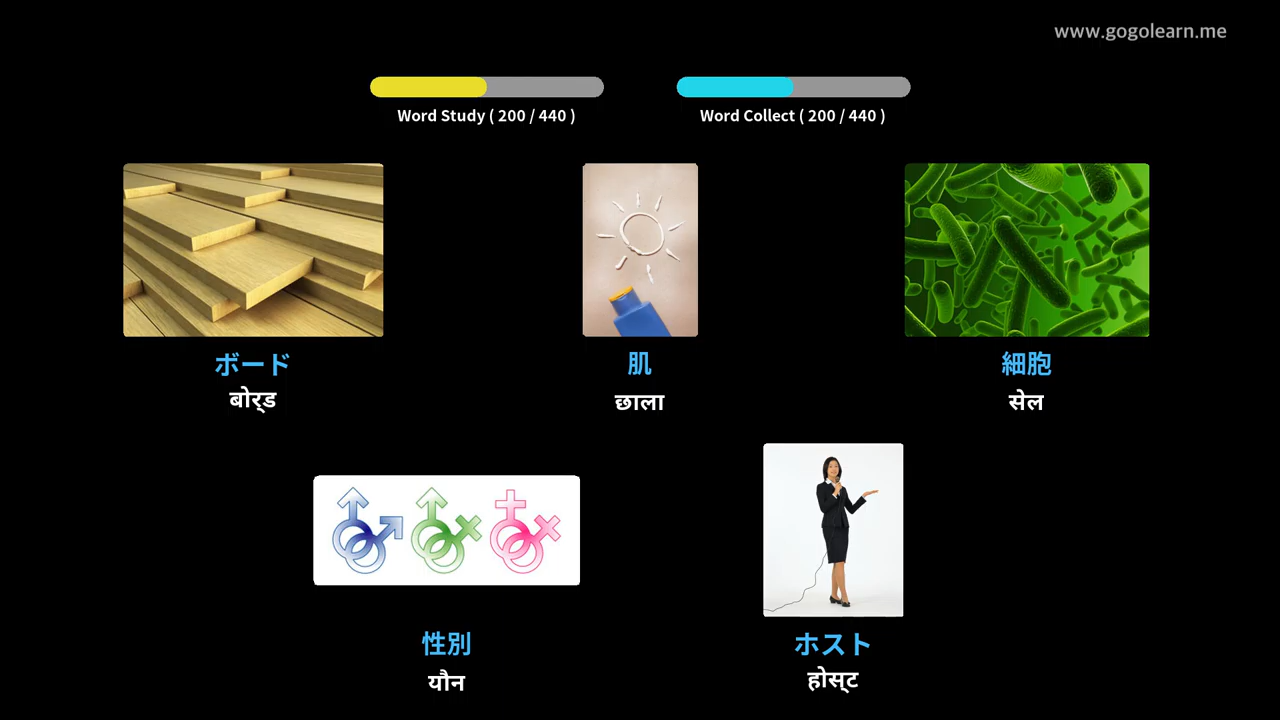 www.gogolearn.me
Word Study ( 200 / 440 )
Word Collect ( 200 / 440 )
ボード
बोर्‍ड
肌
छाला
細胞
सेल
性別
यौन
ホスト
होस्‍ट